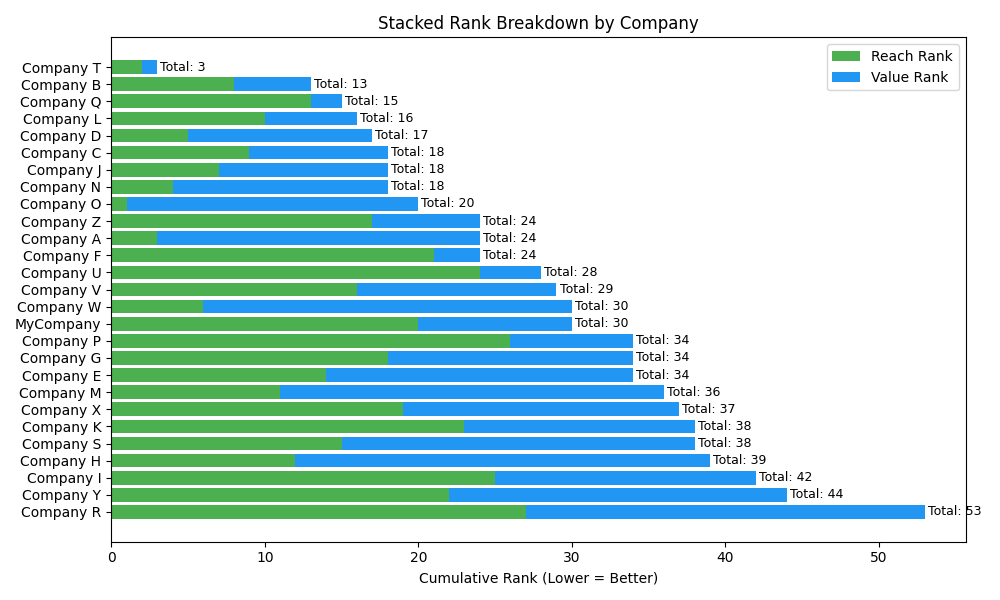 Stacked Rank Breakdown by Company
Reach Rank
Value Rank
Company T Total: 3
Company B Total: 13
Company Q Total: 15
Company L Total: 16
Company D Total: 17
Company C Total: 18
Company J Total: 18
Company N Total: 18
Company O Total: 20
Company Z Total: 24
Company A Total: 24
Company F Total: 24
Company U Total: 28
Company V Total: 29
Company W Total: 30
MyCompany Total: 30
Company P Total: 34
Company G Total: 34
Company E Total: 34
Company M Total: 36
Company X Total: 37
Company K Total: 38
Company S Total: 38
Company H Total: 39
Company I Total: 42
Company Y Total: 44
Company R Total: 53
0 10 20 30 40 50
Cumulative Rank (Lower = Better)